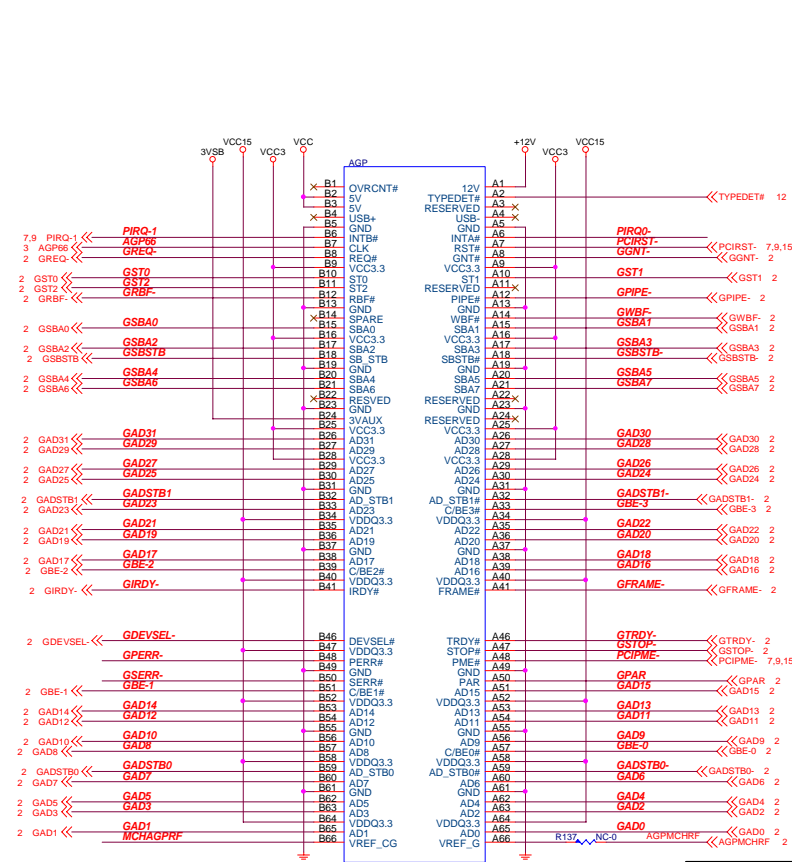 3VSB VCC15 VCC3 VCC +12V VCC3 VCC15
AGP
B1 OVRCNT# 12V A1
B2 5V TYPEDET# A2 TYPEDET# 12
B3 5V RESERVED A3
B4 USB+ USB- A4
B5 GND GND A5
7,9 PIRQ-1 PIRQ-1 B6 INTB# INTA# A6 PIRQ0-
3 AGP66 AGP66 B7 CLK RST# A7 PCIRST- PCIRST- 7,9,15
2 GREQ- GREQ- B8 REQ# GNT# A8 GGNT- GGNT- 2
B9 VCC3.3 VCC3.3 A9
2 GST0 GST0 B10 ST0 ST1 A10 GST1 GST1 2
2 GST2 GST2 B11 ST2 RESERVED A11
2 GRBF- GRBF- B12 RBF# PIPE# A12 GPIPE- GPIPE- 2
B13 GND GND A13
B14 SPARE WBF# A14 GWBF- GWBF- 2
2 GSBA0 GSBA0 B15 SBA0 SBA1 A15 GSBA1 GSBA1 2
B16 VCC3.3 VCC3.3 A16
2 GSBA2 GSBA2 B17 SBA2 SBA3 A17 GSBA3 GSBA3 2
2 GSBSTB GSBSTB B18 SB_STB SBSTB# A18 GSBSTB- GSBSTB- 2
B19 GND GND A19
2 GSBA4 GSBA4 B20 SBA4 SBA5 A20 GSBA5 GSBA5 2
2 GSBA6 GSBA6 B21 SBA6 SBA7 A21 GSBA7 GSBA7 2
B22 RESVED RESERVED A22
B23 GND GND A23
B24 3VAUX RESERVED A24
B25 VCC3.3 VCC3.3 A25
2 GAD31 GAD31 B26 AD31 AD30 A26 GAD30 GAD30 2
2 GAD29 GAD29 B27 AD29 AD28 A27 GAD28 GAD28 2
B28 VCC3.3 VCC3.3 A28
2 GAD27 GAD27 B29 AD27 AD26 A29 GAD26 GAD26 2
2 GAD25 GAD25 B30 AD25 AD24 A30 GAD24 GAD24 2
B31 GND GND A31
2 GADSTB1 GADSTB1 B32 AD_STB1 AD_STB1# A32 GADSTB1- GADSTB1- 2
2 GAD23 GAD23 B33 AD23 C/BE3# A33 GBE-3 GBE-3 2
B34 VDDQ3.3 VDDQ3.3 A34
2 GAD21 GAD21 B35 AD21 AD22 A35 GAD22 GAD22 2
2 GAD19 GAD19 B36 AD19 AD20 A36 GAD20 GAD20 2
B37 GND GND A37
2 GAD17 GAD17 B38 AD17 AD18 A38 GAD18 GAD18 2
2 GBE-2 GBE-2 B39 C/BE2# AD16 A39 GAD16 GAD16 2
B40 VDDQ3.3 VDDQ3.3 A40
2 GIRDY- GIRDY- B41 IRDY# FRAME# A41 GFRAME- GFRAME- 2
2 GDEVSEL- GDEVSEL- B46 DEVSEL# TRDY# A46 GTRDY- GTRDY- 2
B47 VDDQ3.3 STOP# A47 GSTOP- GSTOP- 2
GPERR- B48 PERR# PME# A48 PCIPME- PCIPME- 7,9,15
B49 GND GND A49
GSERR- B50 SERR# PAR A50 GPAR GPAR 2
2 GBE-1 GBE-1 B51 C/BE1# AD15 A51 GAD15 GAD15 2
B52 VDDQ3.3 VDDQ3.3 A52
2 GAD14 GAD14 B53 AD14 AD13 A53 GAD13 GAD13 2
2 GAD12 GAD12 B54 AD12 AD11 A54 GAD11 GAD11 2
B55 GND GND A55
2 GAD10 GAD10 B56 AD10 AD9 A56 GAD9 GAD9 2
2 GAD8 GAD8 B57 AD8 C/BE0# A57 GBE-0 GBE-0 2
B58 VDDQ3.3 VDDQ3.3 A58
2 GADSTB0 GADSTB0 B59 AD_STB0 AD_STB0# A59 GADSTB0- GADSTB0- 2
2 GAD7 GAD7 B60 AD7 AD6 A60 GAD6 GAD6 2
B61 GND GND A61
2 GAD5 GAD5 B62 AD5 AD4 A62 GAD4 GAD4 2
2 GAD3 GAD3 B63 AD3 AD2 A63 GAD2 GAD2 2
B64 VDDQ3.3 VDDQ3.3 A64
2 GAD1 GAD1 B65 AD1 AD0 A65 GAD0 GAD0 2
MCHAGPRF B66 VREF_CG VREF_G A66 R137 NC-0 AGPMCHRF AGPMCHRF 2